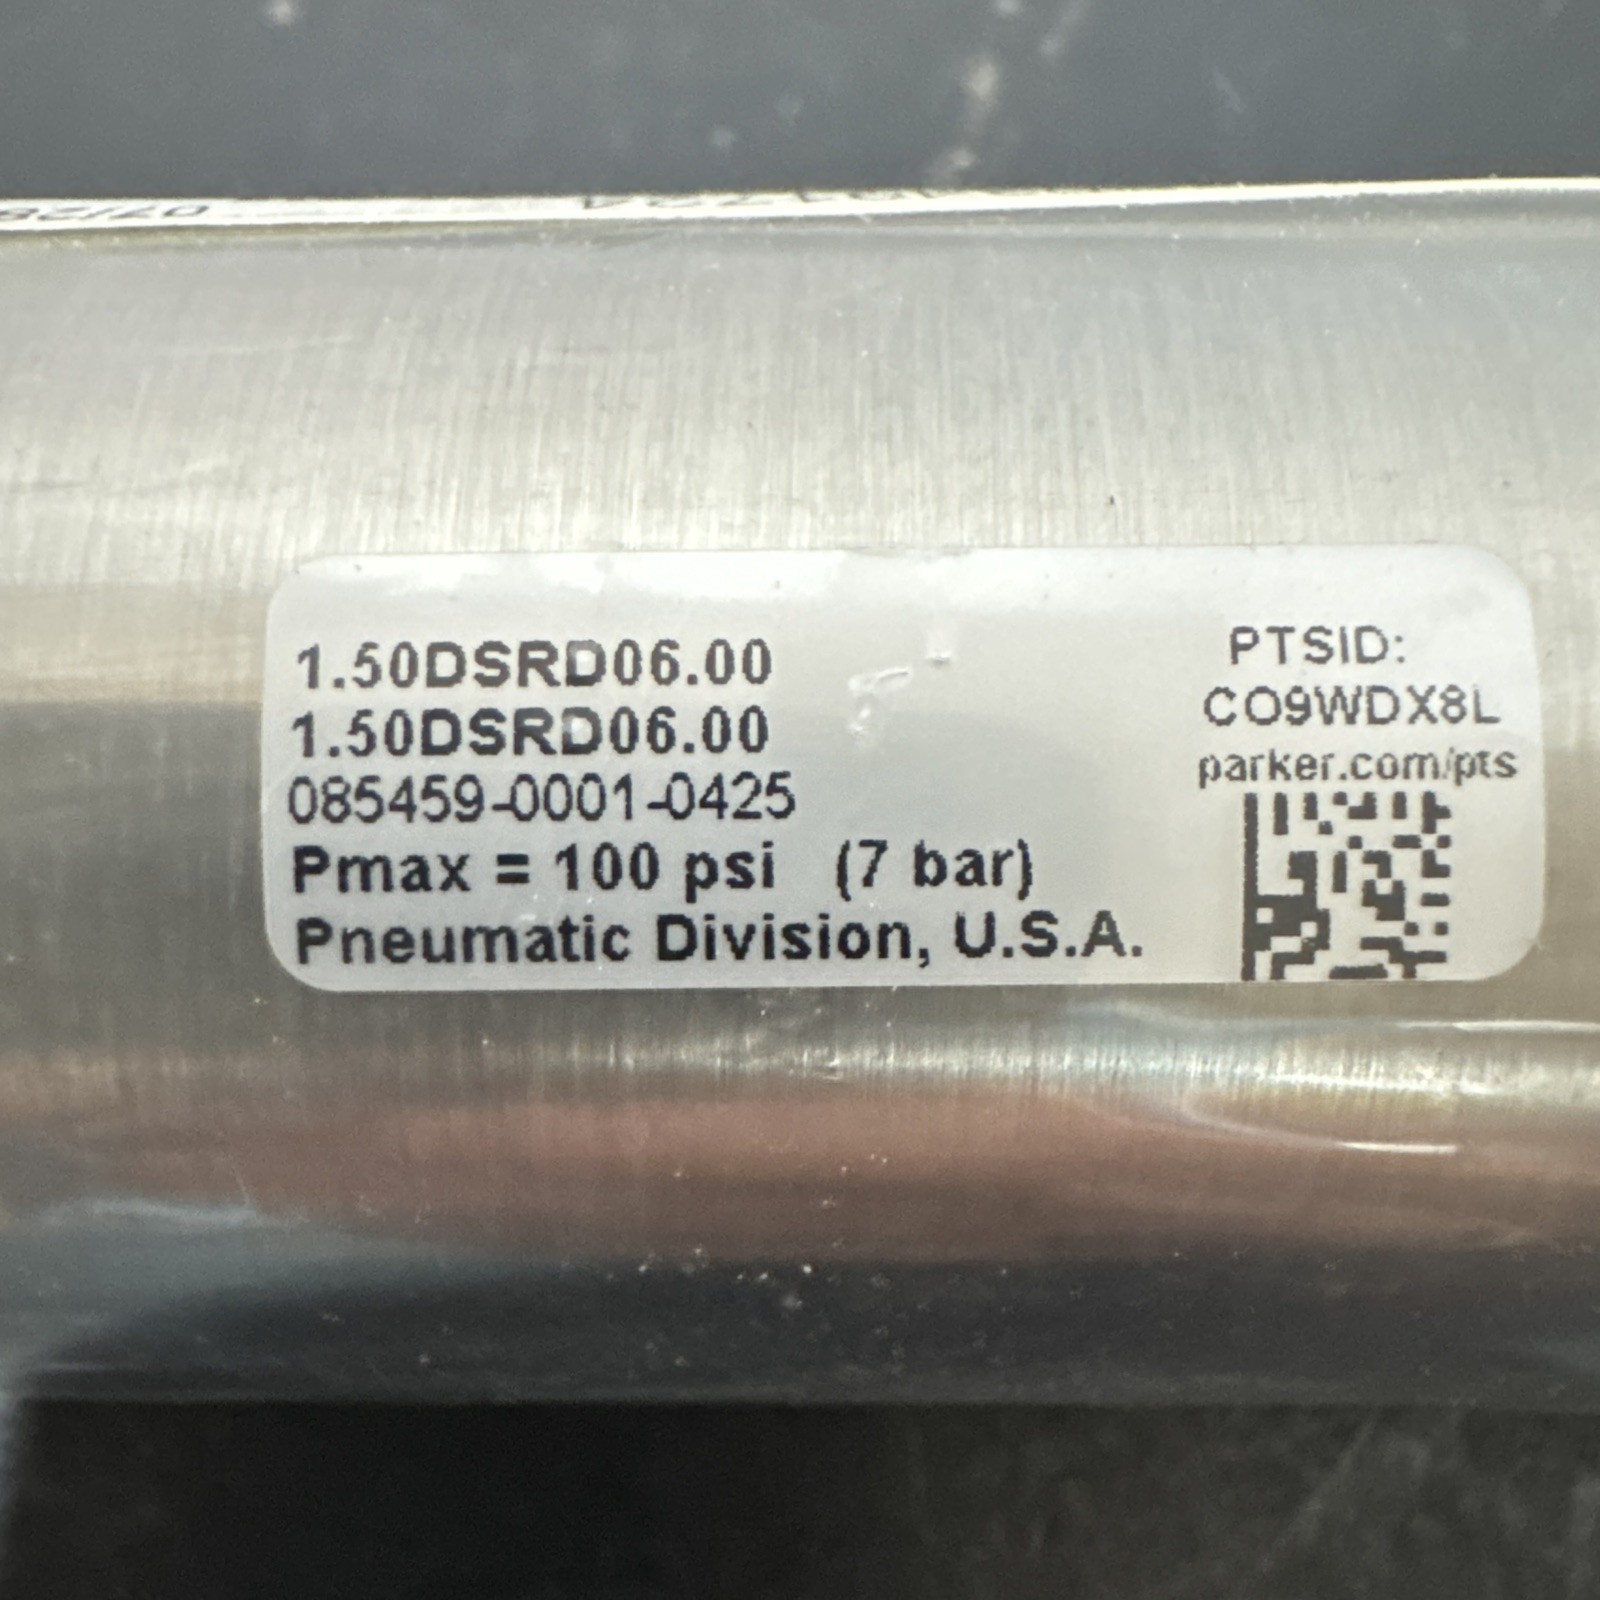 1.50DSRD06.00
1.50DSRD06.00
085459-0001-0425
Pmax = 100 psi (7 bar)
Pneumatic Division, U.S.A.
PTSID:
CO9WDX8L
parker.com/pts